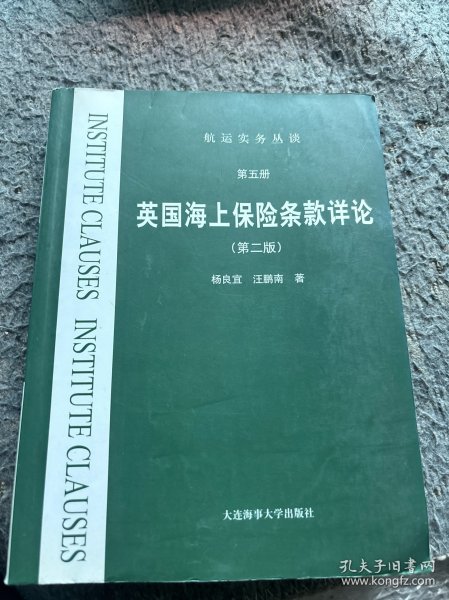 航运实务丛谈
第五册
英国海上保险条款详论
(第二版)
杨良宜 汪鹏南 著
大连海事大学出版社
INSTITUTE CLAUSES INSTITUTE CLAUSES
孔夫子旧书网
www.kongfz.com